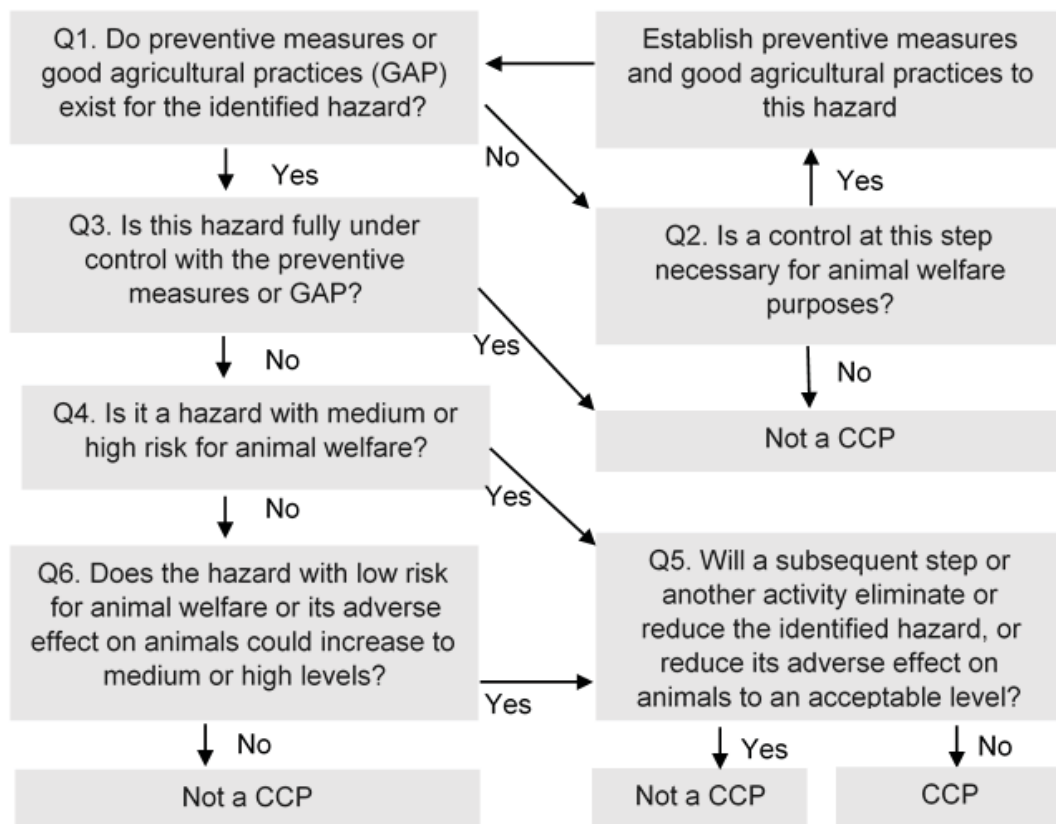 Q1. Do preventive measures or
good agricultural practices (GAP)
exist for the identified hazard?
Establish preventive measures
and good agricultural practices to
this hazard
No
Yes
Yes
Q3. Is this hazard fully under
control with the preventive
measures or GAP?
Q2. Is a control at this step
necessary for animal welfare
purposes?
Yes
No
No
Q4. Is it a hazard with medium or
high risk for animal welfare?
Not a CCP
Yes
No
Q6. Does the hazard with low risk
for animal welfare or its adverse
effect on animals could increase to
medium or high levels?
Q5. Will a subsequent step or
another activity eliminate or
reduce the identified hazard, or
reduce its adverse effect on
animals to an acceptable level?
Yes
No
Yes
No
Not a CCP
Not a CCP
CCP